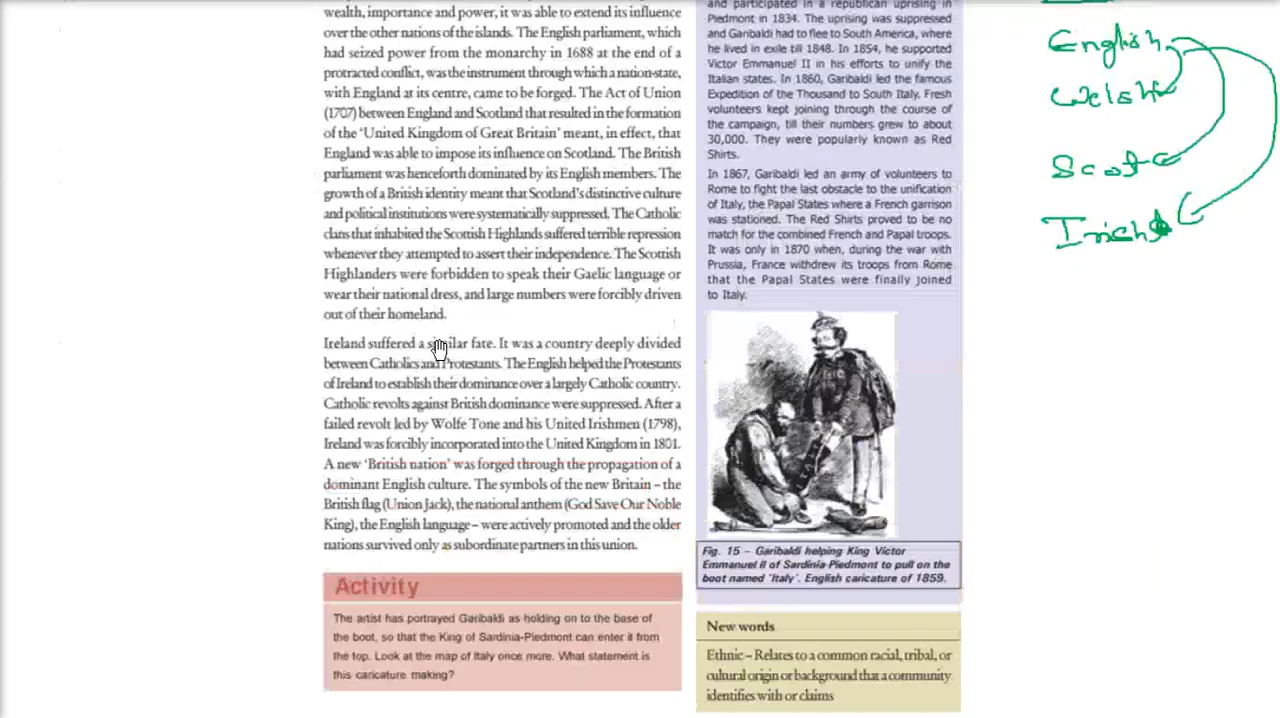 wealth, importance and power, it was able to extend its influence
over the other nations of the islands. The English parliament, which
had seized power from the monarchy in 1688 at the end of a
protracted conflict, was the instrument through which a nation-state,
with England at its centre, came to be forged. The Act of Union
(1707) between England and Scotland that resulted in the formation
of the ‘United Kingdom of Great Britain’ meant, in effect, that
England was able to impose its influence on Scotland. The British
parliament was henceforth dominated by its English members. The
growth of a British identity meant that Scotland’s distinctive culture
and political institutions were systematically suppressed. The Catholic
clans that inhabited the Scottish Highlands suffered terrible repression
whenever they attempted to assert their independence. The Scottish
Highlanders were forbidden to speak their Gaelic language or
wear their national dress, and large numbers were forcibly driven
out of their homeland.
Ireland suffered a similar fate. It was a country deeply divided
between Catholics and Protestants. The English helped the Protestants
of Ireland to establish their dominance over a largely Catholic country.
Catholic revolts against British dominance were suppressed. After a
failed revolt led by Wolfe Tone and his United Irishmen (1798),
Ireland was forcibly incorporated into the United Kingdom in 1801.
A new ‘British nation’ was forged through the propagation of a
dominant English culture. The symbols of the new Britain – the
British flag (Union Jack), the national anthem (God Save Our Noble
King), the English language – were actively promoted and the older
nations survived only as subordinate partners in this union.
Activity
The artist has portrayed Garibaldi as holding on to the base of
the boot, so that the King of Sardinia-Piedmont can enter it from
the top. Look at the map of Italy once more. What statement is
this caricature making?
and participated in a republican uprising in
Piedmont in 1834. The uprising was suppressed
and Garibaldi had to flee to South America, where
he lived in exile till 1848. In 1854, he supported
Victor Emmanuel II in his efforts to unify the
Italian states. In 1860, Garibaldi led the famous
Expedition of the Thousand to South Italy. Fresh
volunteers kept joining through the course of
the campaign, till their numbers grew to about
30,000. They were popularly known as Red
Shirts.
In 1867, Garibaldi led an army of volunteers to
Rome to fight the last obstacle to the unification
of Italy, the Papal States where a French garrison
was stationed. The Red Shirts proved to be no
match for the combined French and Papal troops.
It was only in 1870 when, during the war with
Prussia, France withdrew its troops from Rome
that the Papal States were finally joined
to Italy.
Fig. 15 – Garibaldi helping King Victor
Emmanuel II of Sardinia-Piedmont to pull on the
boot named ‘Italy’. English caricature of 1859.
New words
Ethnic – Relates to a common racial, tribal, or
cultural origin or background that a community
identifies with or claims
English
Welsh
Scot
Irish